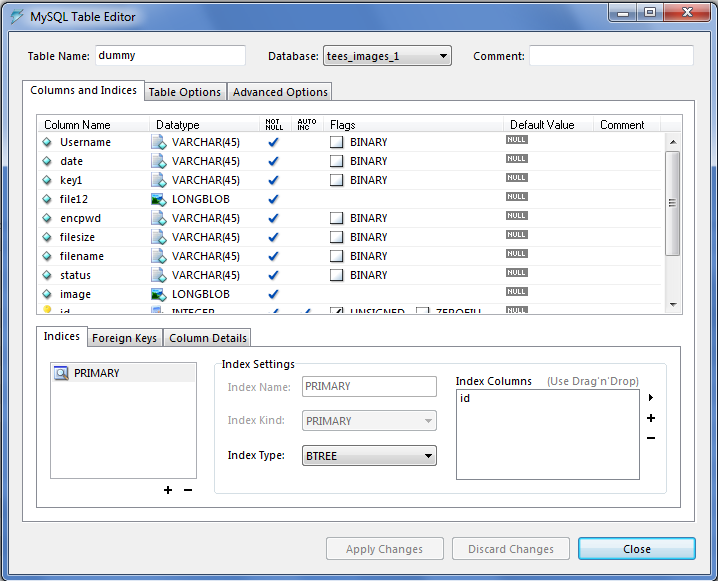 MySQL Table Editor
Table Name: dummy Database: tees_images_1 Comment:
Columns and Indices Table Options Advanced Options
Column Name Datatype NOT NULL AUTO INC Flags Default Value Comment
Username VARCHAR(45) BINARY NULL
date VARCHAR(45) BINARY NULL
key1 VARCHAR(45) BINARY NULL
file12 LONGBLOB NULL
encpwd VARCHAR(45) BINARY NULL
filesize VARCHAR(45) BINARY NULL
filename VARCHAR(45) BINARY NULL
status VARCHAR(45) BINARY NULL
image LONGBLOB NULL
id INTEGER UNSIGNED ZEROFILL NULL
Indices Foreign Keys Column Details
PRIMARY
Index Settings
Index Name: PRIMARY
Index Kind: PRIMARY
Index Type: BTREE
Index Columns (Use Drag'n'Drop)
id
Apply Changes Discard Changes Close